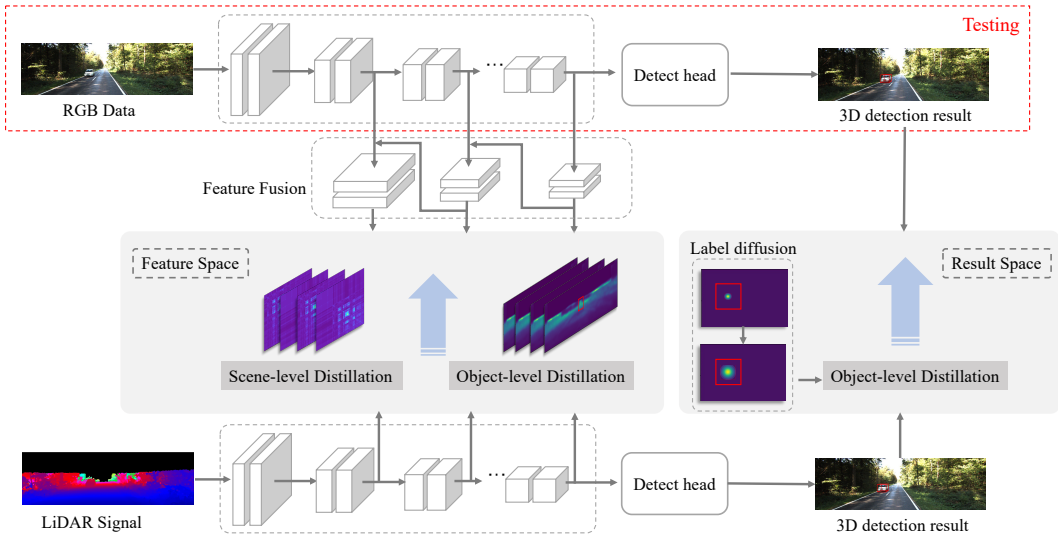 Testing
RGB Data
...
Detect head
3D detection result
Feature Fusion
Feature Space
Scene-level Distillation
Object-level Distillation
Label diffusion
Result Space
Object-level Distillation
LiDAR Signal
...
Detect head
3D detection result